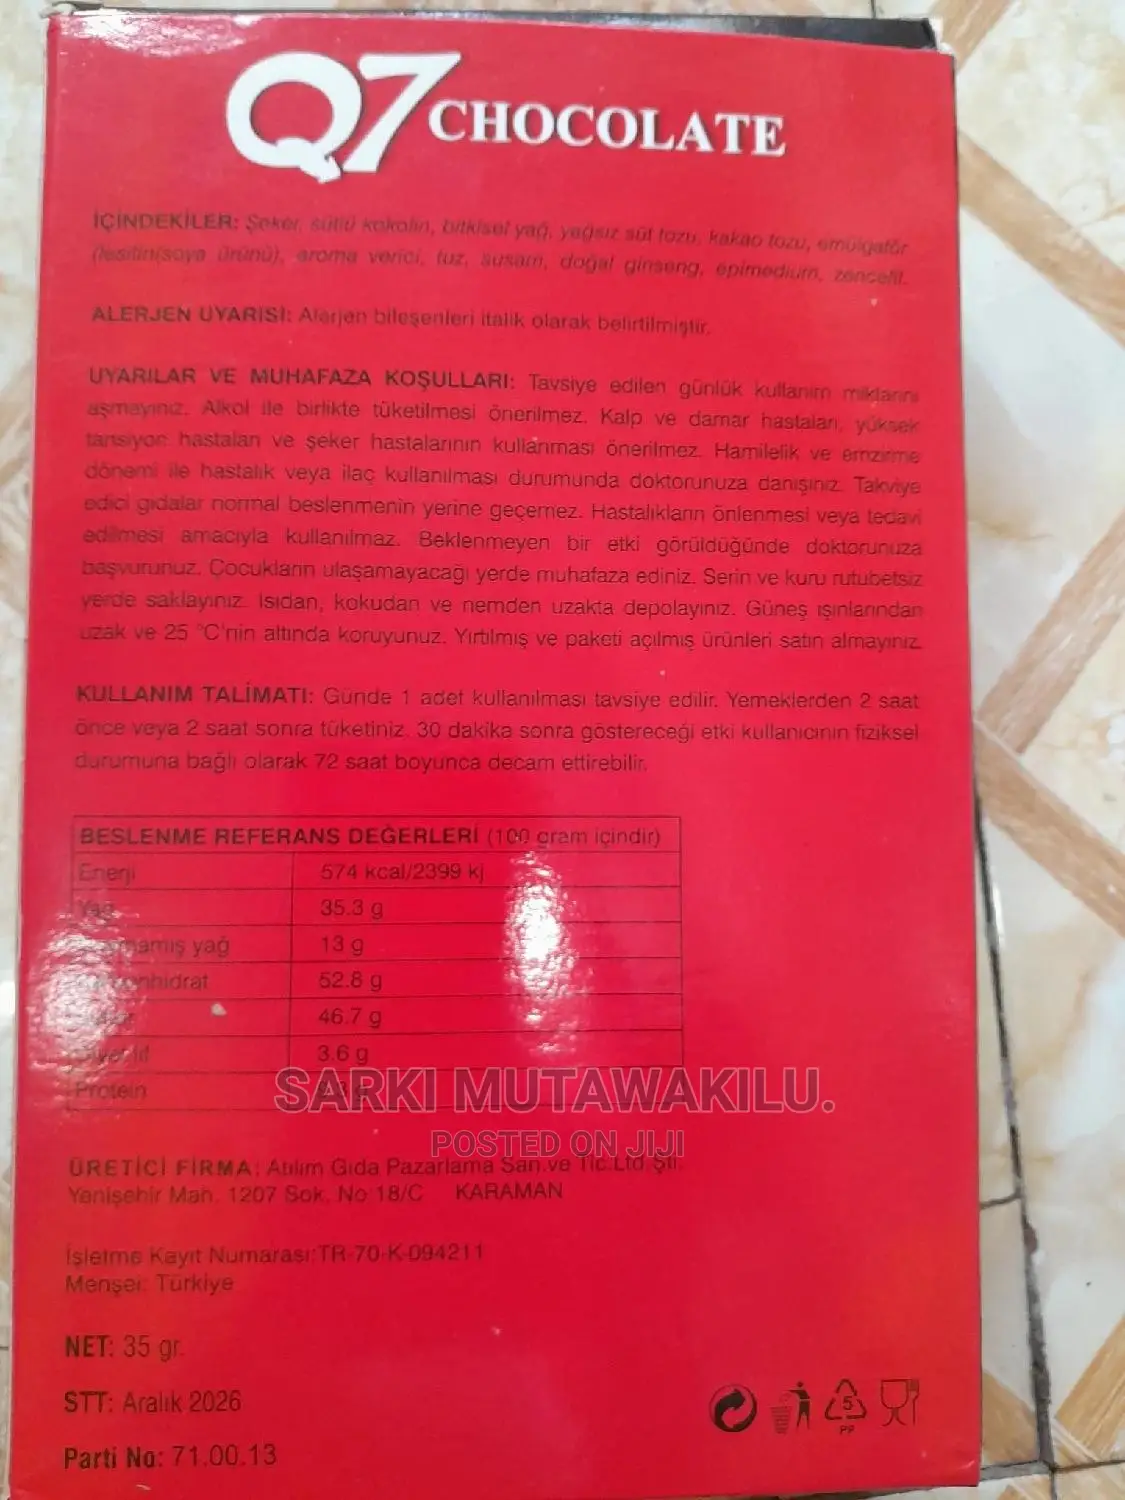 Q7 CHOCOLATE
İÇİNDEKİLER: Şeker, sütlü kokolin, bitkisel yağ, yağsız süt tozu, kakao tozu, emülgatör
(lesitin(soya ürünü), aroma verici, tuz, susam, doğal ginseng, epimedium, zencefil.
ALERJEN UYARISI: Alerjen bileşenleri italik olarak belirtilmiştir.
UYARILAR VE MUHAFAZA KOŞULLARI: Tavsiye edilen günlük kullanım miktarını
aşmayınız. Alkol ile birlikte tüketilmesi önerilmez. Kalp ve damar hastaları, yüksek
tansiyon hastaları ve şeker hastalarının kullanması önerilmez. Hamilelik ve emzirme
dönemi ile hastalık veya ilaç kullanılması durumunda doktorunuza danışınız. Takviye
edici gıdalar normal beslenmenin yerine geçemez. Hastalıkların önlenmesi veya tedavi
edilmesi amacıyla kullanılmaz. Beklenmeyen bir etki görüldüğünde doktorunuza
başvurunuz. Çocukların ulaşamayacağı yerde muhafaza ediniz. Serin ve kuru rutubetsiz
yerde saklayınız. Isıdan, kokudan ve nemden uzakta depolayınız. Güneş ışınlarından
uzak ve 25 °C'nin altında koruyunuz. Yırtılmış ve paketi açılmış ürünleri satın almayınız.
KULLANIM TALİMATI: Günde 1 adet kullanılması tavsiye edilir. Yemeklerden 2 saat
önce veya 2 saat sonra tüketiniz. 30 dakika sonra göstereceği etki kullanıcının fiziksel
durumuna bağlı olarak 72 saat boyunca decam ettirebilir.
BESLENME REFERANS DEĞERLERİ (100 gram içindir)
Enerji 574 kcal/2399 kj
Yağ 35.3 g
yağ 13 g
52.8 g
46.7 g
lif 3.6 g
Protein
SARKI MUTAWAKILU.
POSTED ON JIJI
ÜRETİCİ FİRMA: Atılım Gıda Pazarlama San.ve Tic.Ltd.Şti.
Yenişehir Mah. 1207 Sok. No:18/C KARAMAN
İşletme Kayıt Numarası:TR-70-K-094211
Menşei: Türkiye
NET: 35 gr.
STT: Aralık 2026
Parti No: 71.00.13
5
PP